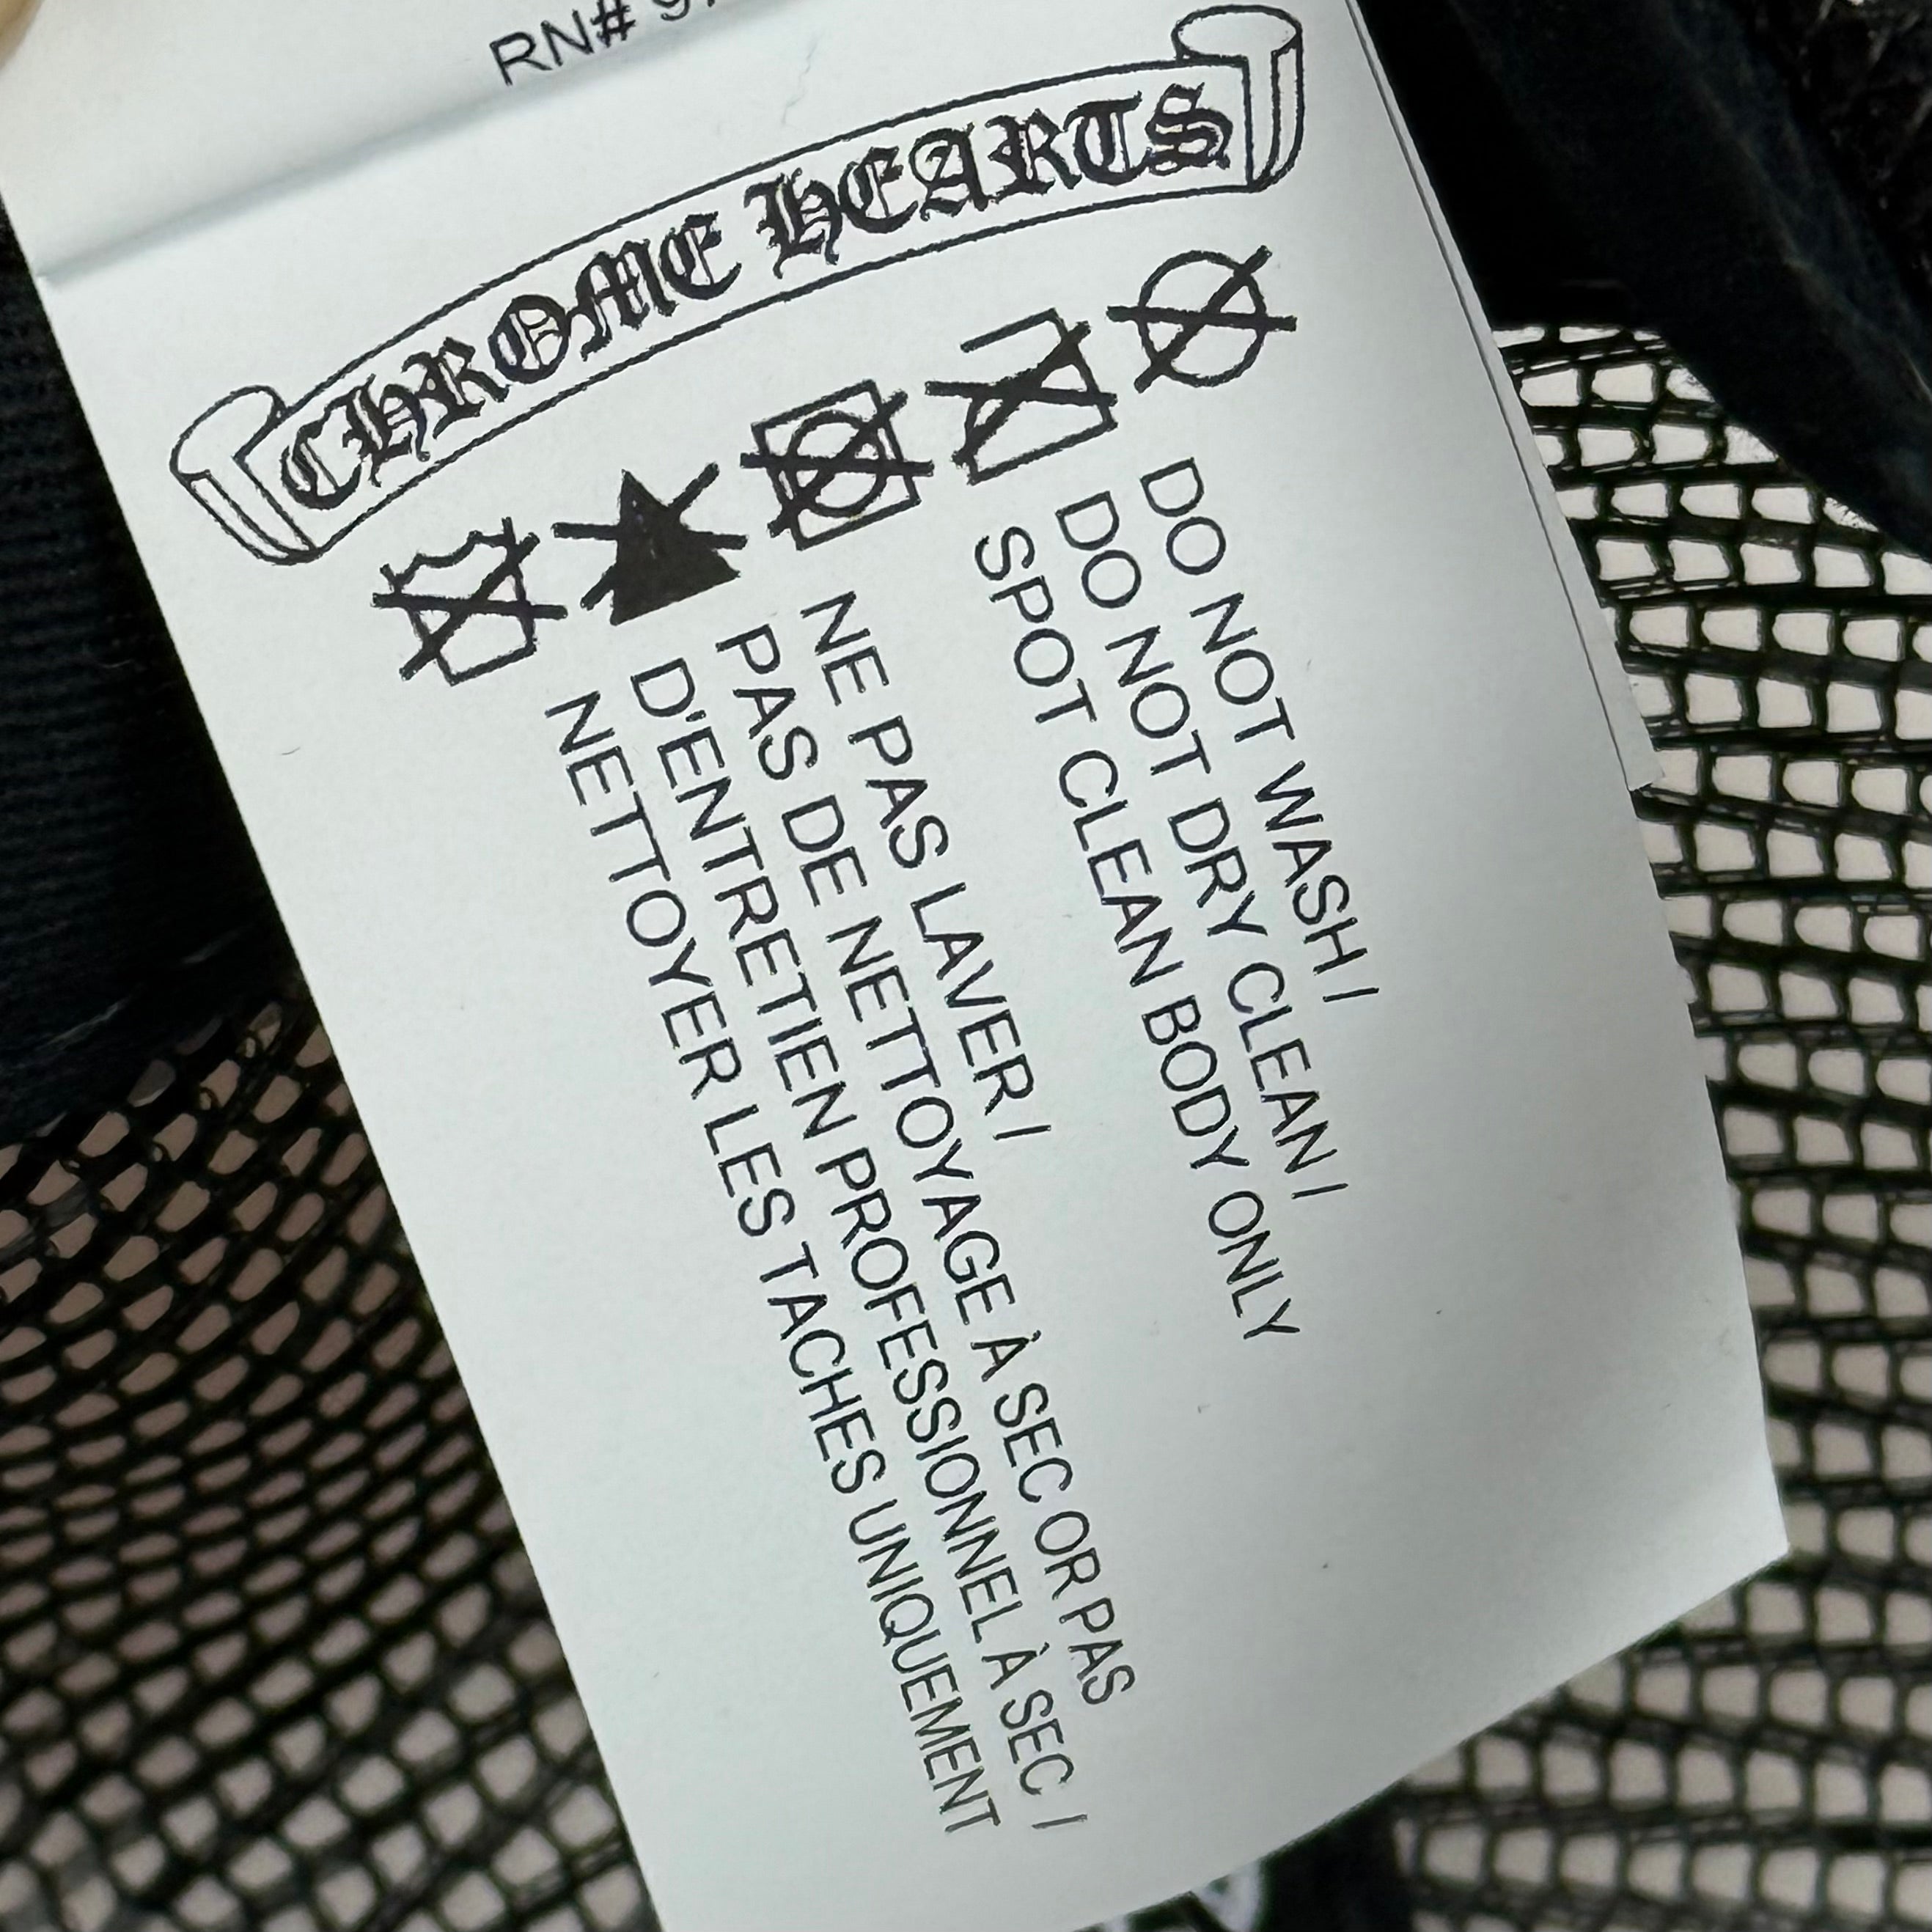 RN# 9
CHROME HEARTS
DO NOT WASH /
DO NOT DRY CLEAN /
SPOT CLEAN BODY ONLY
NE PAS LAVER /
PAS DE NETTOYAGE À SEC OR PAS
D'ENTRETIEN PROFESSIONNEL À SEC /
NETTOYER LES TACHES UNIQUEMENT